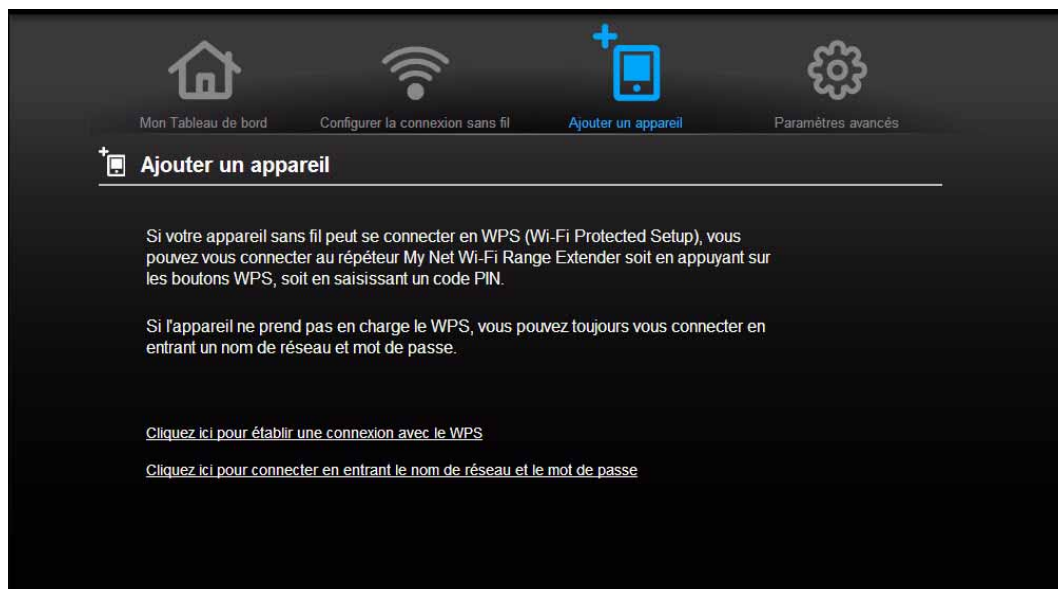 Mon Tableau de bord
Configurer la connexion sans fil
Ajouter un appareil
Paramètres avancés
Ajouter un appareil
Si votre appareil sans fil peut se connecter en WPS (Wi-Fi Protected Setup), vous
pouvez vous connecter au répéteur My Net Wi-Fi Range Extender soit en appuyant sur
les boutons WPS, soit en saisissant un code PIN.
Si l'appareil ne prend pas en charge le WPS, vous pouvez toujours vous connecter en
entrant un nom de réseau et mot de passe.
Cliquez ici pour établir une connexion avec le WPS
Cliquez ici pour connecter en entrant le nom de réseau et le mot de passe